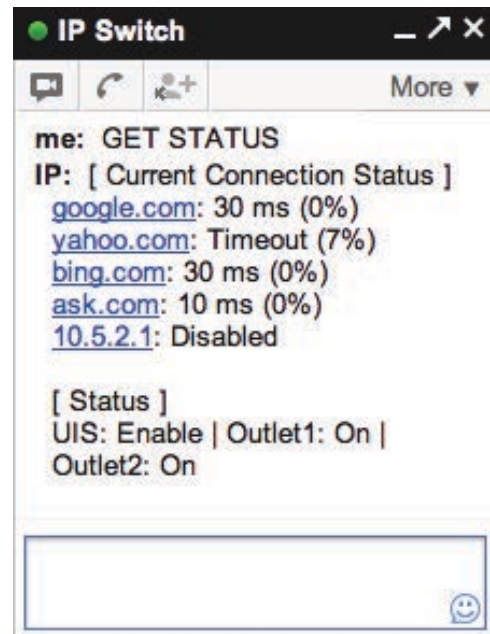 IP Switch
More
me: GET STATUS
IP: [ Current Connection Status ]
google.com: 30 ms (0%)
yahoo.com: Timeout (7%)
bing.com: 30 ms (0%)
ask.com: 10 ms (0%)
10.5.2.1: Disabled
[ Status ]
UIS: Enable | Outlet1: On |
Outlet2: On